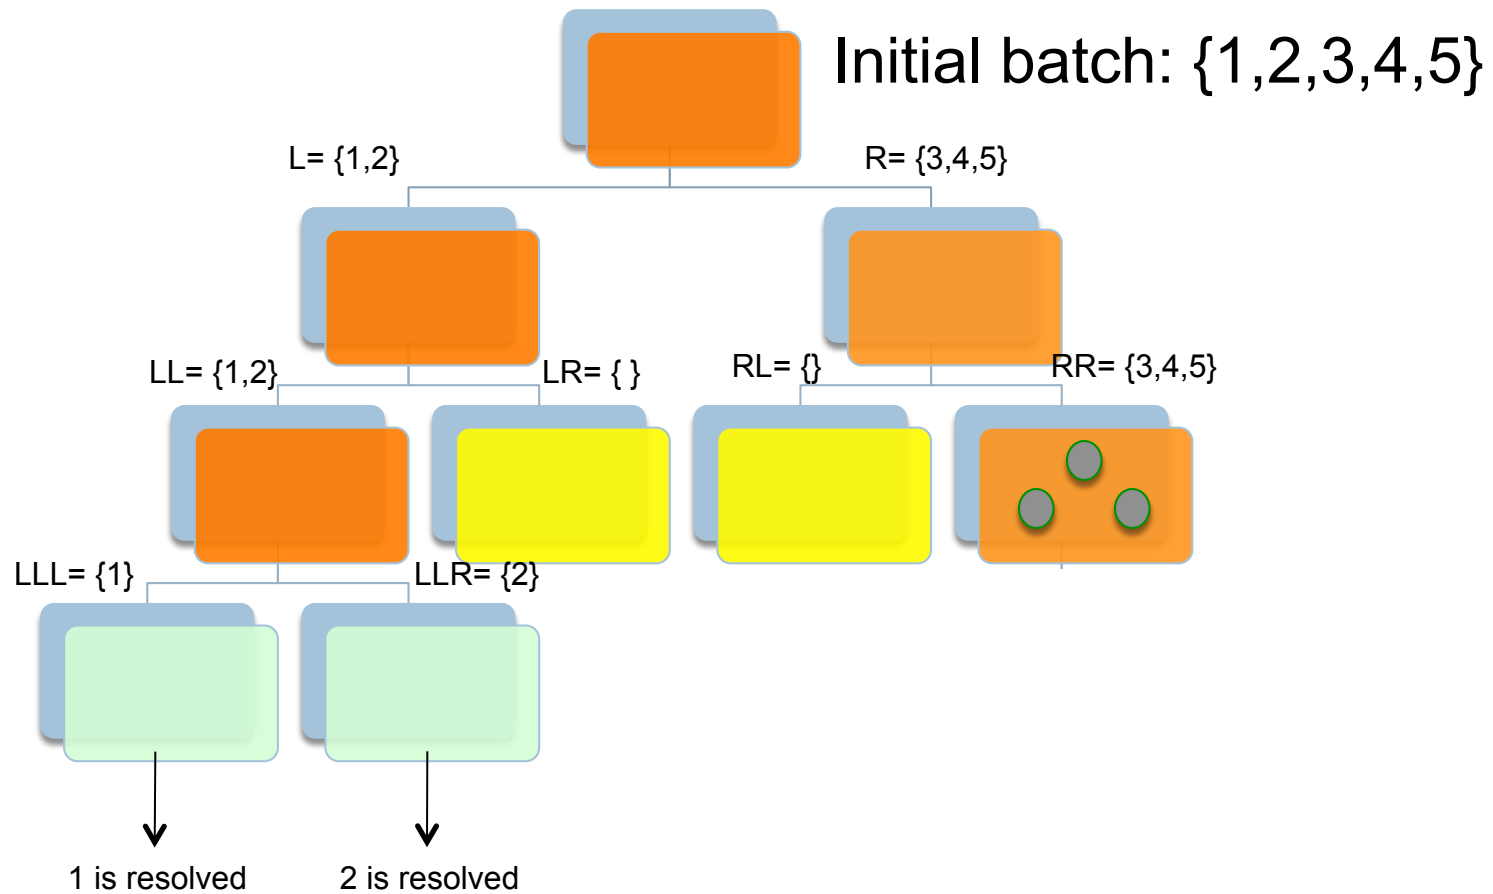 Initial batch: {1,2,3,4,5}
L= {1,2}
R= {3,4,5}
LL= {1,2}
LR= { }
RL= {}
RR= {3,4,5}
LLL= {1}
LLR= {2}
1 is resolved
2 is resolved